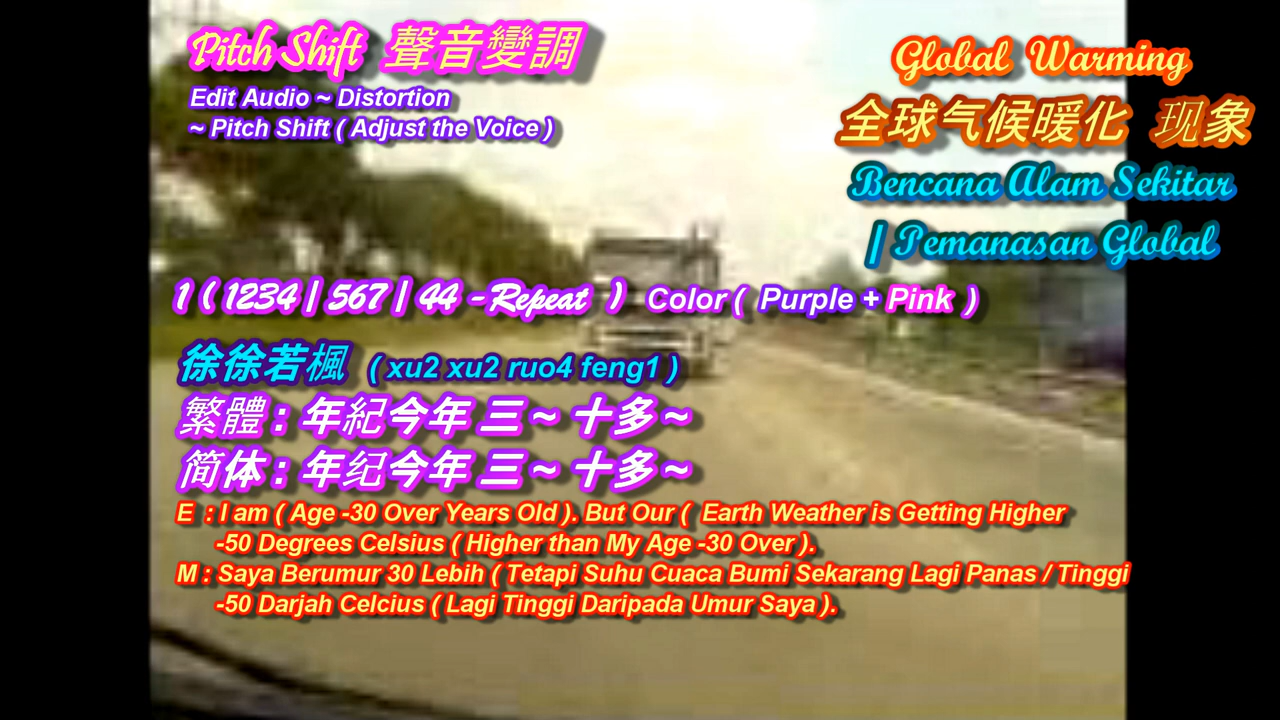 Pitch Shift 聲音變調
Edit Audio ~ Distortion
~ Pitch Shift ( Adjust the Voice )
Global Warming
全球气候暖化 现象
Bencana Alam Sekitar
| Pemanasan Global
1 ( 1234 | 567 | 44 - Repeat ) Color ( Purple + Pink )
徐徐若楓 ( xu2 xu2 ruo4 feng1 )
繁體 : 年紀今年 三 ~ 十多 ~
简体 : 年纪今年 三 ~ 十多 ~
E : I am ( Age -30 Over Years Old ). But Our ( Earth Weather is Getting Higher
-50 Degrees Celsius ( Higher than My Age -30 Over ).
M : Saya Berumur 30 Lebih ( Tetapi Suhu Cuaca Bumi Sekarang Lagi Panas / Tinggi
-50 Darjah Celcius ( Lagi Tinggi Daripada Umur Saya ).